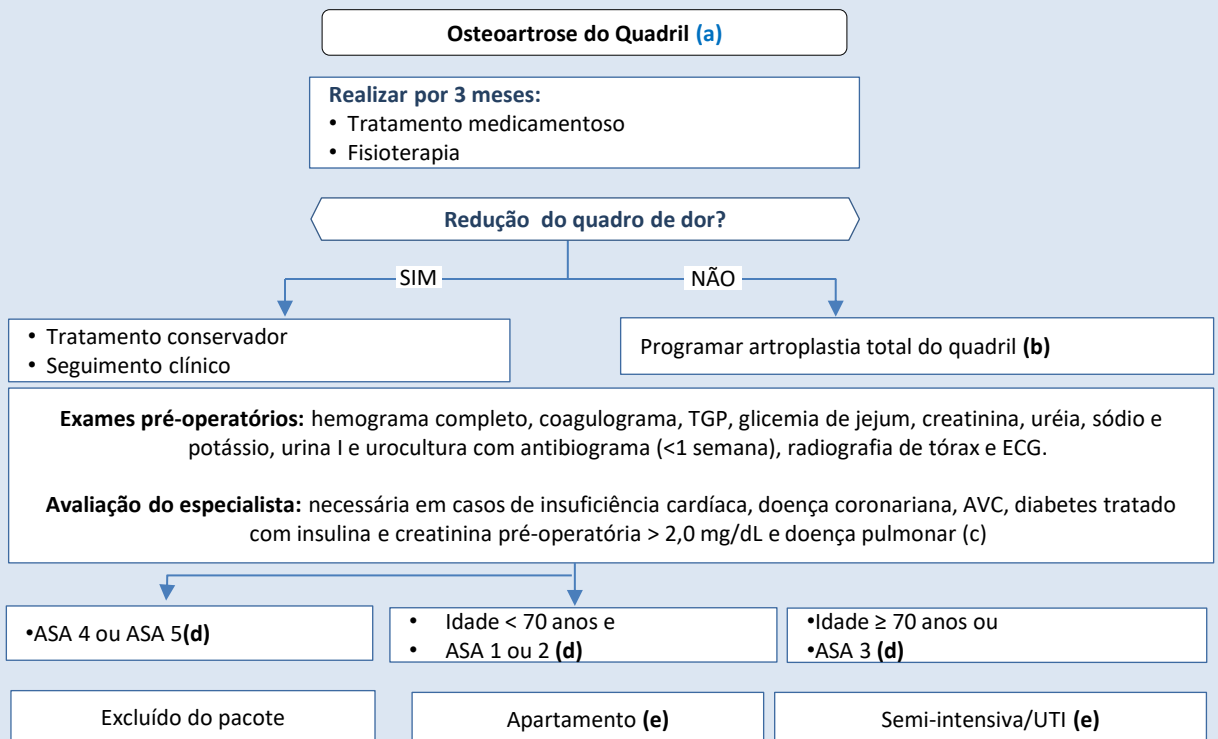 Osteoartrose do Quadril (a)
Realizar por 3 meses:
• Tratamento medicamentoso
• Fisioterapia
Redução do quadro de dor?
SIM
NÃO
• Tratamento conservador
• Seguimento clínico
Programar artroplastia total do quadril (b)
Exames pré-operatórios: hemograma completo, coagulograma, TGP, glicemia de jejum, creatinina, uréia, sódio e
potássio, urina I e urocultura com antibiograma (<1 semana), radiografia de tórax e ECG.
Avaliação do especialista: necessária em casos de insuficiência cardíaca, doença coronariana, AVC, diabetes tratado
com insulina e creatinina pré-operatória > 2,0 mg/dL e doença pulmonar (c)
•ASA 4 ou ASA 5(d)
• Idade < 70 anos e
• ASA 1 ou 2 (d)
•Idade ≥ 70 anos ou
•ASA 3 (d)
Excluído do pacote
Apartamento (e)
Semi-intensiva/UTI (e)